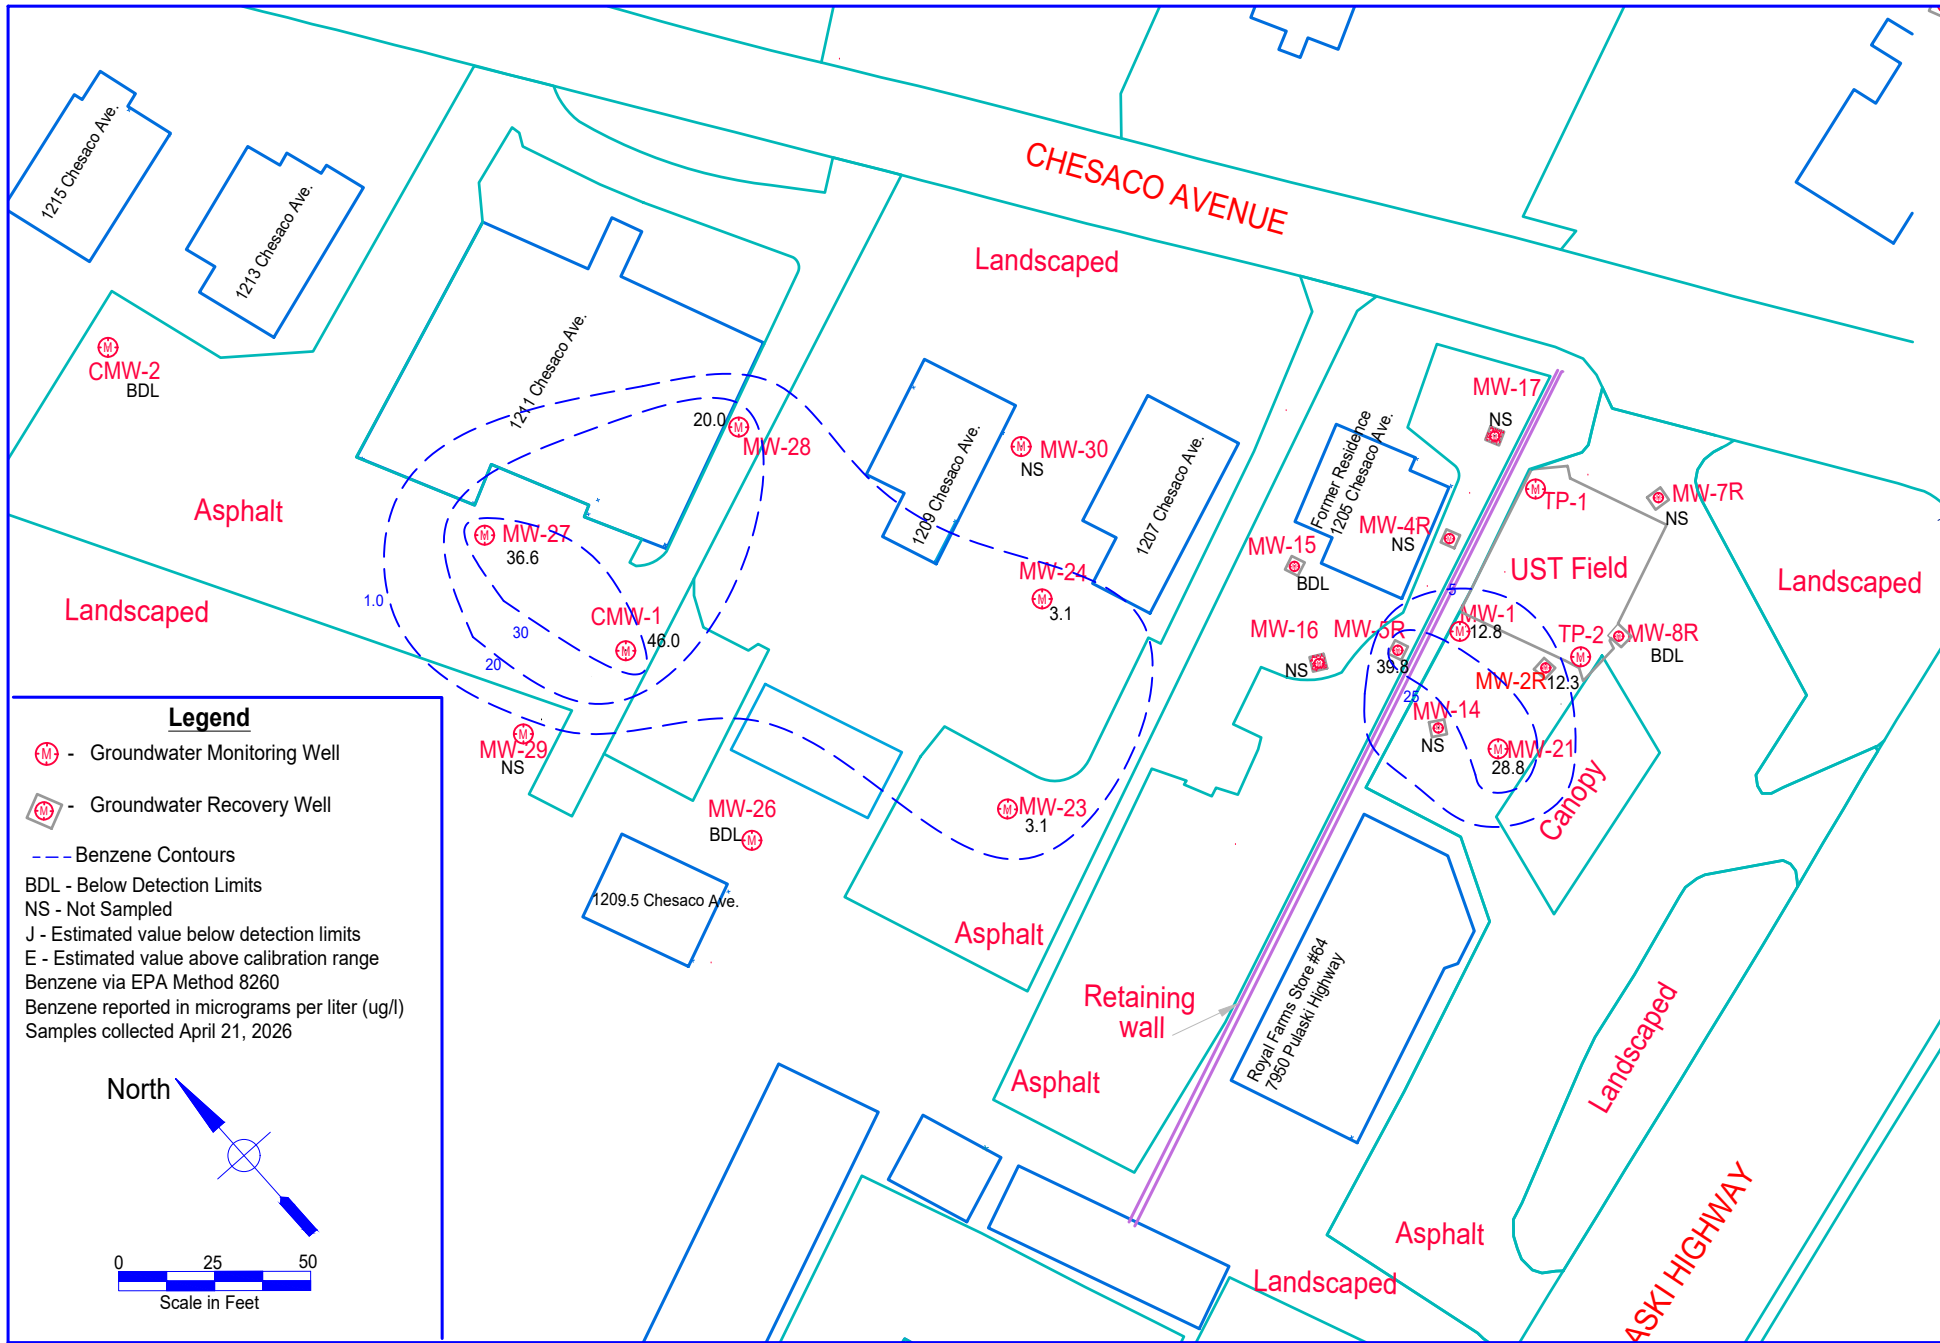 CHESACO AVENUE
1215 Chesaco Ave.
1213 Chesaco Ave.
1211 Chesaco Ave.
Landscaped
CMW-2
BDL
20.0
MW-28
MW-30
NS
1209 Chesaco Ave.
1207 Chesaco Ave.
Former Residence
1205 Chesaco Ave.
MW-17
NS
MW-4R
NS
TP-1
MW-7R
NS
Asphalt
MW-27
36.6
MW-24
3.1
MW-15
BDL
UST Field
Landscaped
1.0
Landscaped
30
20
CMW-1
46.0
MW-16
NS
MW-5R
39.8
5
MW-1
12.8
TP-2
MW-8R
BDL
MW-2R
12.3
25
MW-14
NS
MW-21
28.8
Canopy
MW-29
NS
MW-26
BDL
MW-23
3.1
1209.5 Chesaco Ave.
Asphalt
Retaining
wall
Asphalt
Royal Farms Store #64
7950 Pulaski Highway
Landscaped
Asphalt
Landscaped
ASKI HIGHWAY
Legend
M - Groundwater Monitoring Well
M - Groundwater Recovery Well
Benzene Contours
BDL - Below Detection Limits
NS - Not Sampled
J - Estimated value below detection limits
E - Estimated value above calibration range
Benzene via EPA Method 8260
Benzene reported in micrograms per liter (ug/l)
Samples collected April 21, 2026
North
0 25 50
Scale in Feet